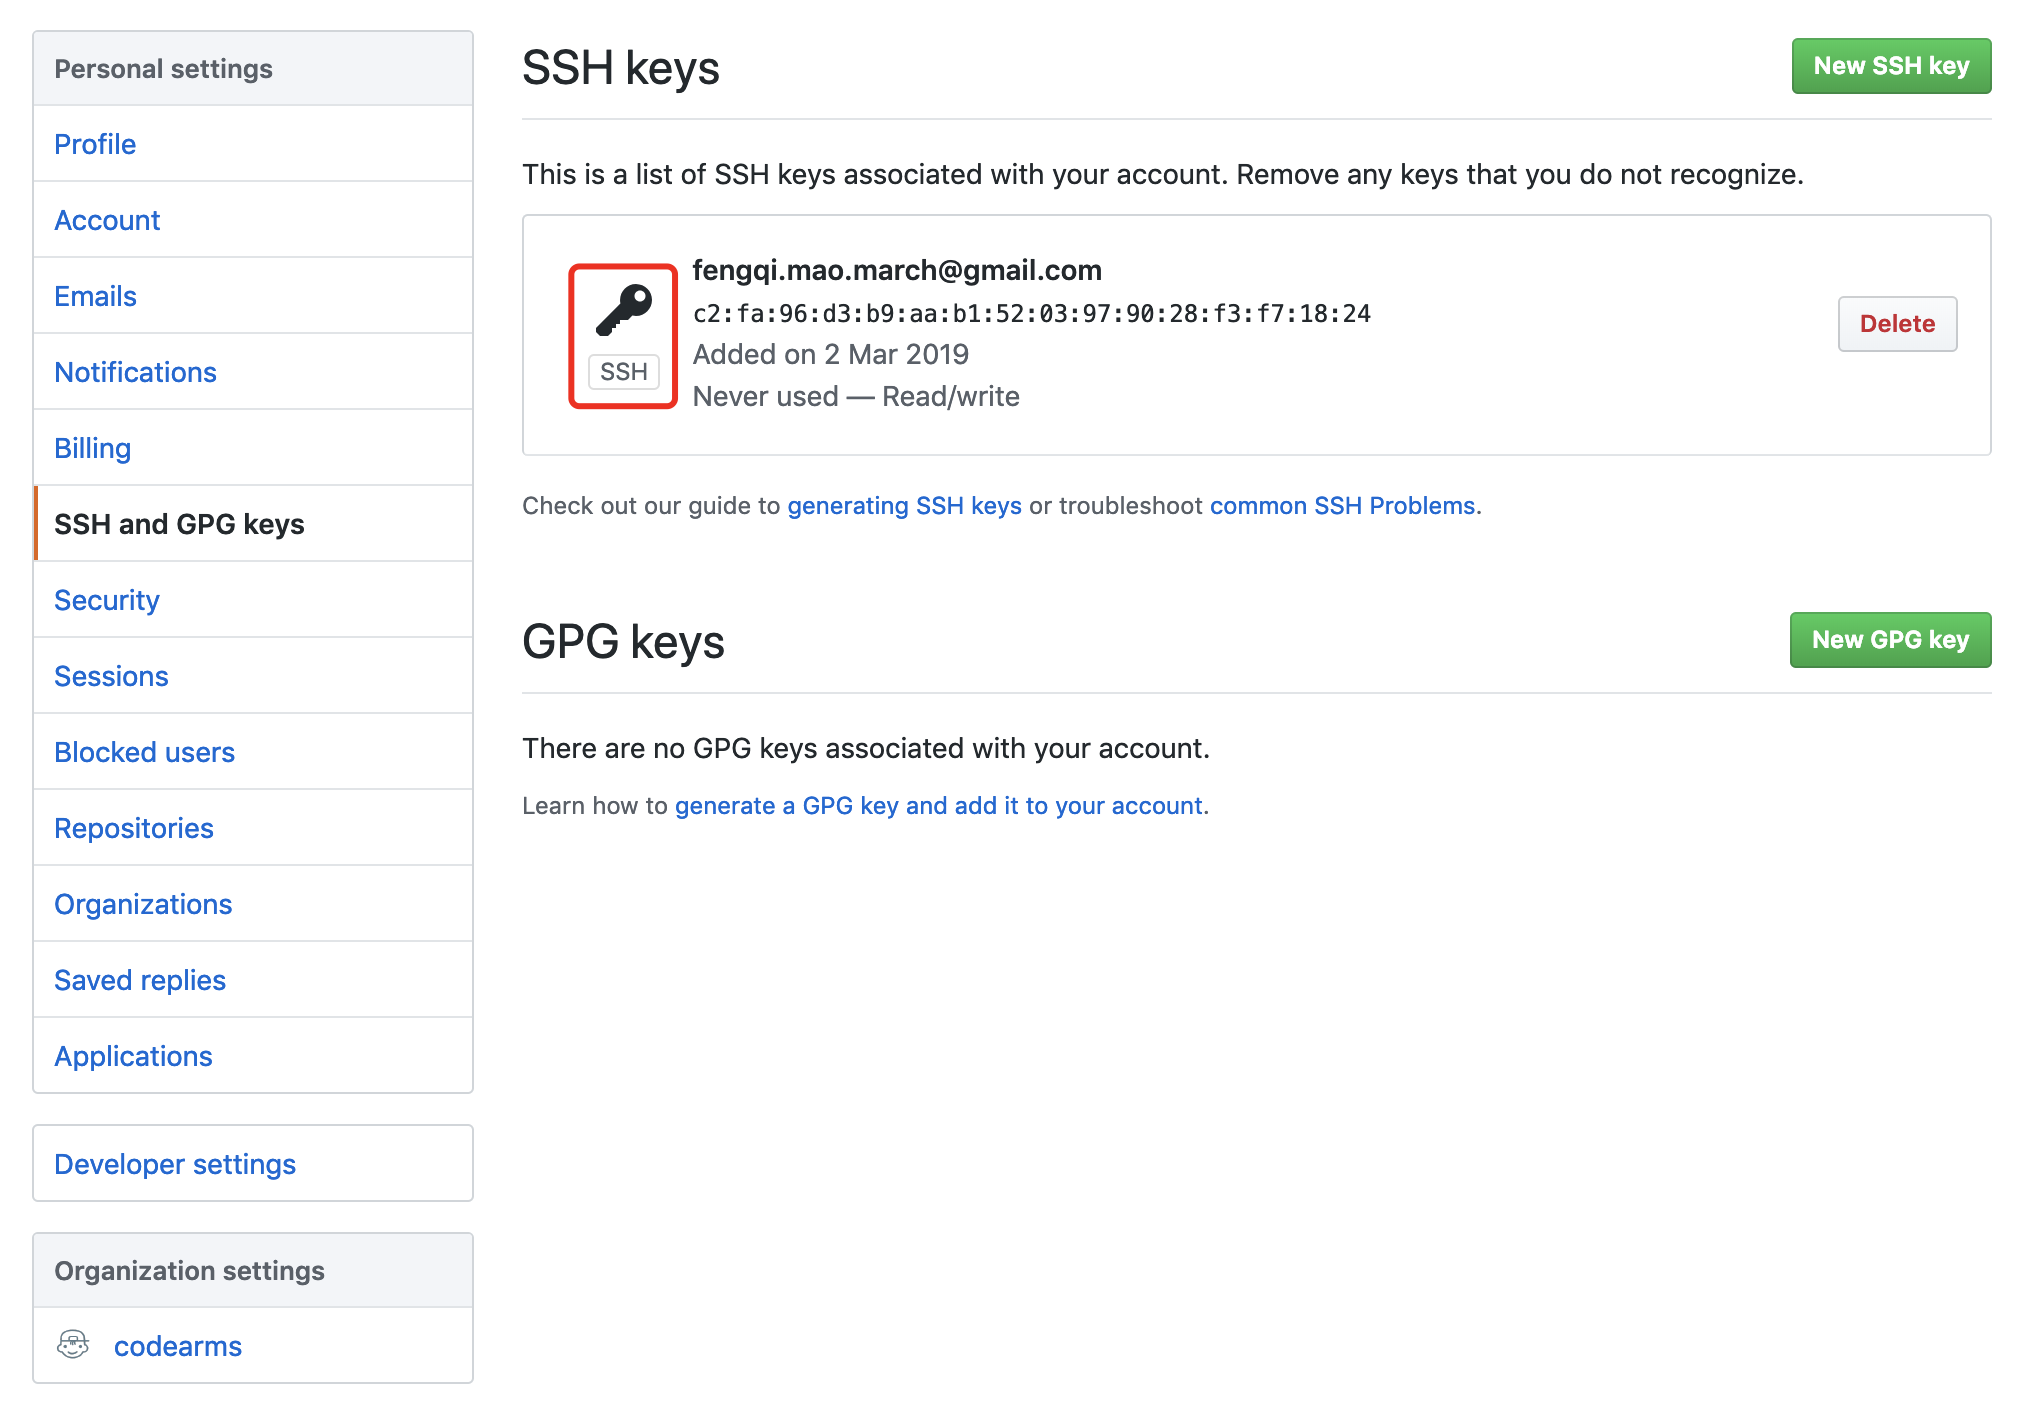 Personal settings
Profile
Account
Emails
Notifications
Billing
SSH and GPG keys
Security
Sessions
Blocked users
Repositories
Organizations
Saved replies
Applications
Developer settings
Organization settings
codearms
SSH keys
New SSH key
This is a list of SSH keys associated with your account. Remove any keys that you do not recognize.
SSH
fengqi.mao.march@gmail.com
c2:fa:96:d3:b9:aa:b1:52:03:97:90:28:f3:f7:18:24
Added on 2 Mar 2019
Never used — Read/write
Delete
Check out our guide to generating SSH keys or troubleshoot common SSH Problems.
GPG keys
New GPG key
There are no GPG keys associated with your account.
Learn how to generate a GPG key and add it to your account.